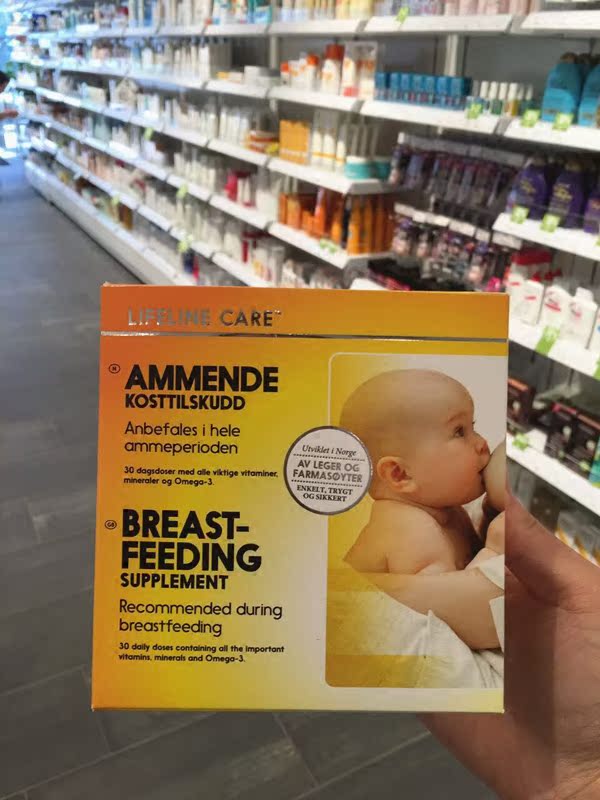 LIFELINE CARE™
N
AMMENDE
KOSTTILSKUDD
Anbefales i hele
ammeperioden
30 dagsdoser med alle viktige vitaminer,
mineraler og Omega-3.
Utviklet i Norge
AV LEGER OG
FARMASØYTER
ENKELT, TRYGT
OG SIKKERT
GB
BREAST-
FEEDING
SUPPLEMENT
Recommended during
breastfeeding
30 daily doses containing all the important
vitamins, minerals and Omega-3.